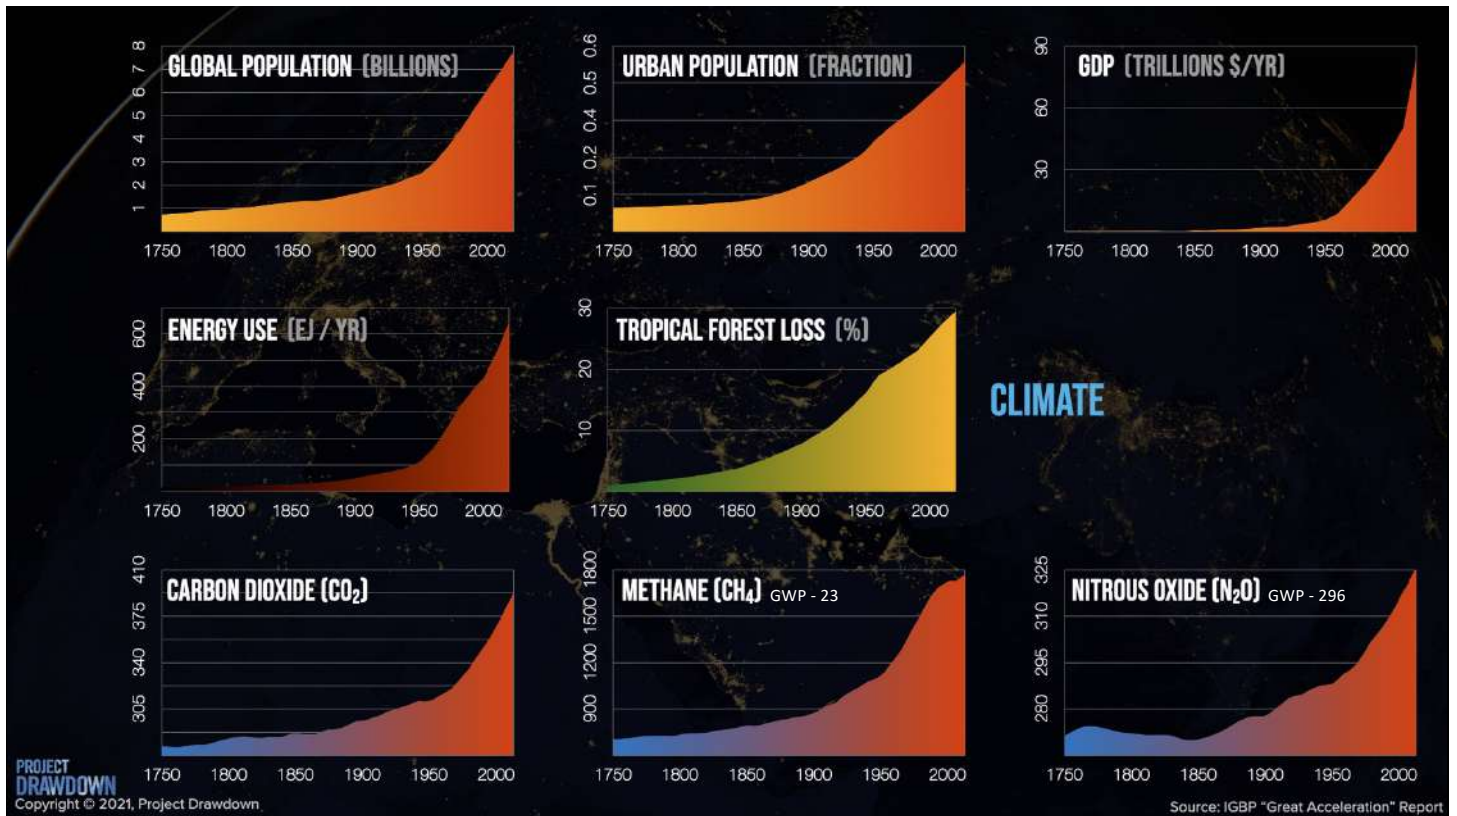 GLOBAL POPULATION (BILLIONS)
8
7
6
5
4
3
2
1
1750 1800 1850 1900 1950 2000
URBAN POPULATION (FRACTION)
0.6
0.5
0.4
0.2
0.1
1750 1800 1850 1900 1950 2000
GDP (TRILLIONS $/YR)
90
60
30
1750 1800 1850 1900 1950 2000
ENERGY USE (EJ / YR)
600
400
200
1750 1800 1850 1900 1950 2000
TROPICAL FOREST LOSS (%)
30
20
10
1750 1800 1850 1900 1950 2000
CLIMATE
CARBON DIOXIDE (CO₂)
410
375
340
305
1750 1800 1850 1900 1950 2000
METHANE (CH₄) GWP - 23
1800
1500
1200
900
1750 1800 1850 1900 1950 2000
NITROUS OXIDE (N₂O) GWP - 296
325
310
295
280
1750 1800 1850 1900 1950 2000
PROJECT
DRAWDOWN
Copyright © 2021, Project Drawdown
Source: IGBP "Great Acceleration" Report